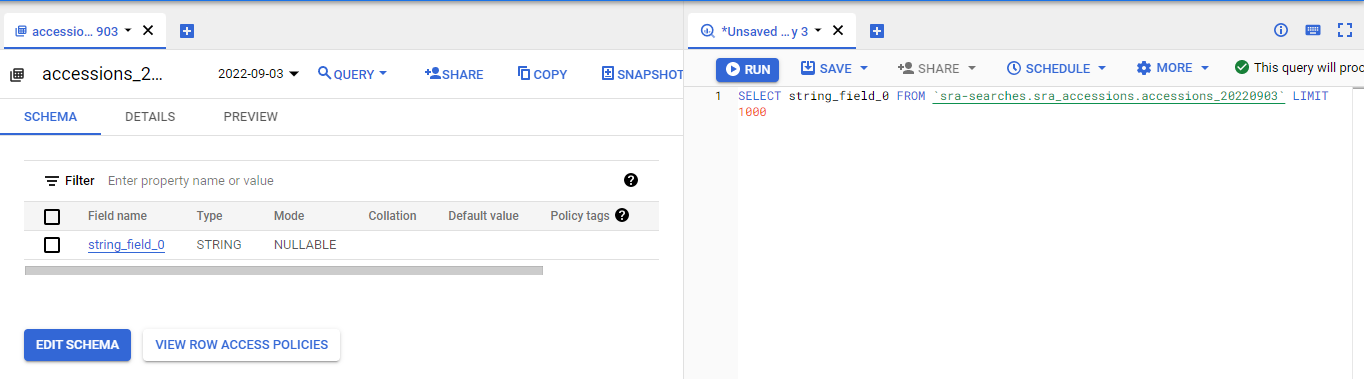 accessio... 903
accessions_2...
2022-09-03
QUERY
SHARE
COPY
SNAPSHOT
SCHEMA
DETAILS
PREVIEW
Filter Enter property name or value
Field name Type Mode Collation Default value Policy tags
string_field_0 STRING NULLABLE
EDIT SCHEMA
VIEW ROW ACCESS POLICIES
*Unsaved ...y 3
RUN
SAVE
SHARE
SCHEDULE
MORE
This query will proc
1 SELECT string_field_0 FROM `sra-searches.sra_accessions.accessions_20220903` LIMIT
1000